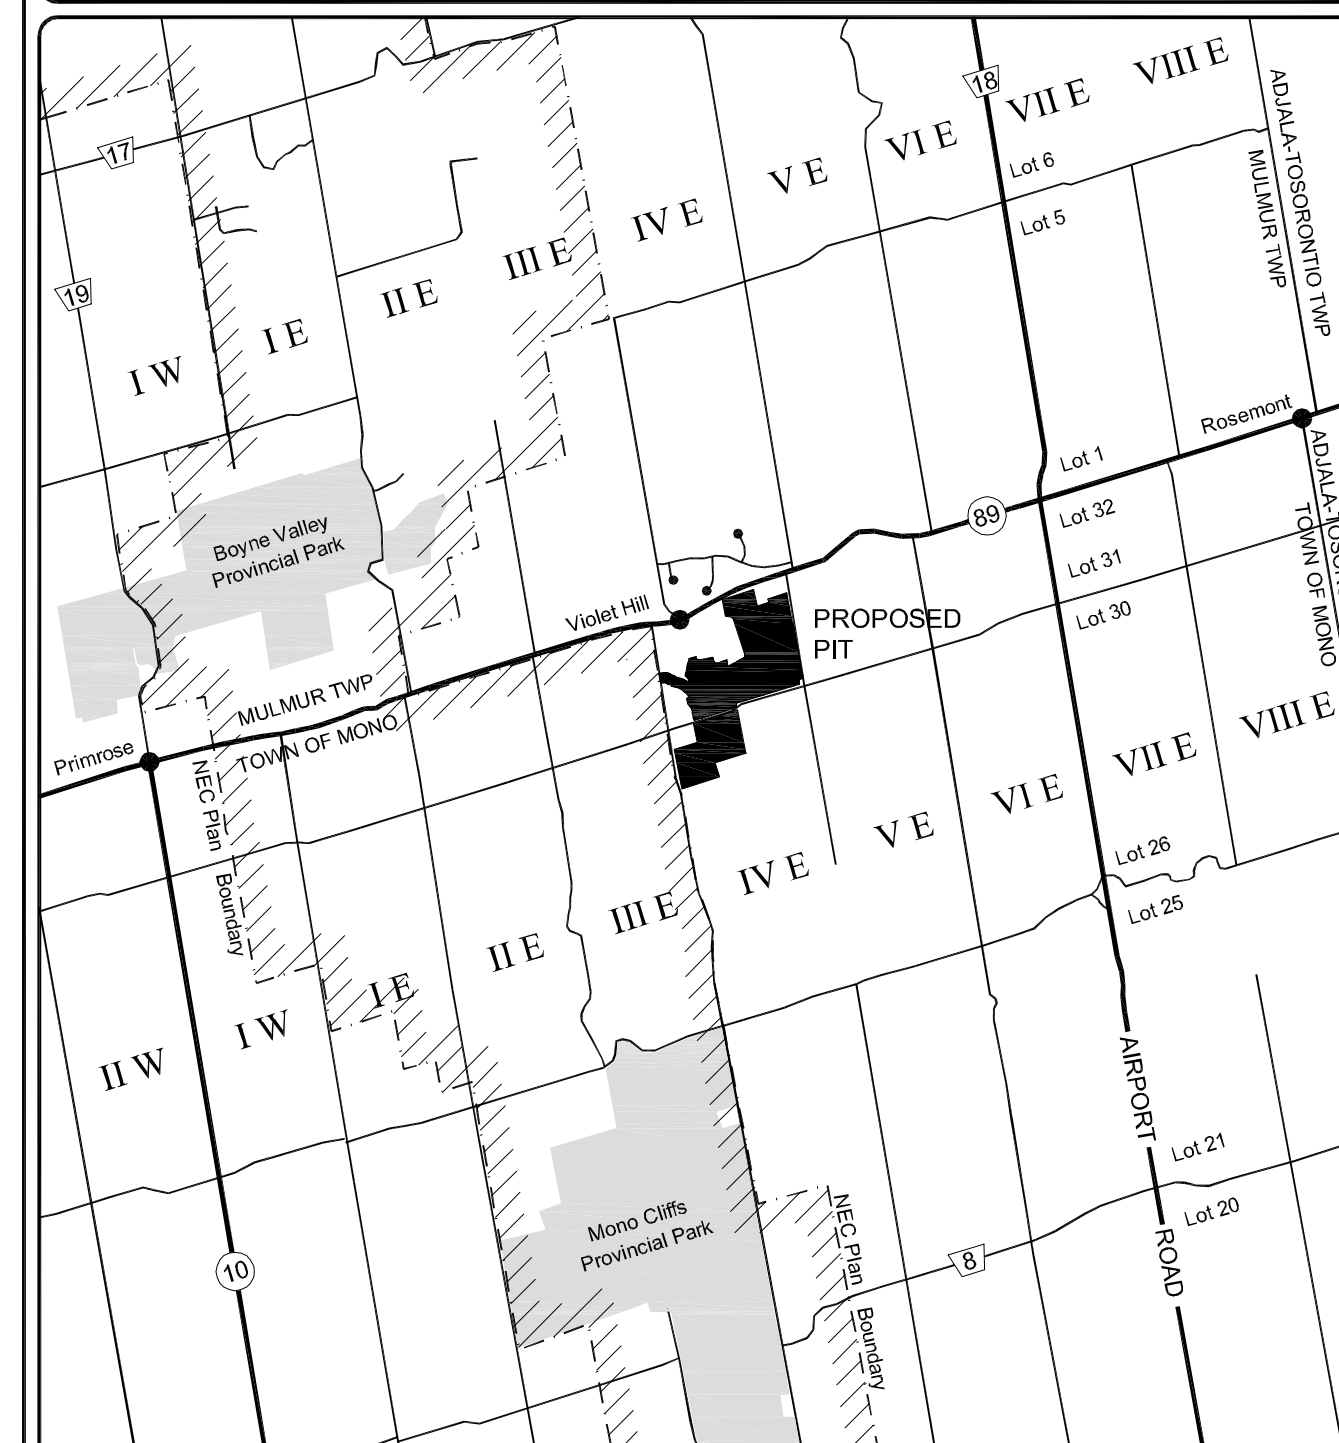 18
VIII E
VII E
VI E
V E
IV E
III E
II E
I E
I W
17
19
Lot 6
Lot 5
ADJALA-TOSORONTIO TWP
MULMUR TWP
Rosemont
Lot 1
Lot 32
89
Lot 31
Lot 30
TOWN OF MONO
Boyne Valley
Provincial Park
Violet Hill
PROPOSED
PIT
MULMUR TWP
TOWN OF MONO
Primrose
NEC Plan Boundary
VIII E
VII E
VI E
V E
IV E
III E
II E
I E
I W
II W
Lot 26
Lot 25
AIRPORT ROAD
Lot 21
Lot 20
Mono Cliffs
Provincial Park
NEC Plan Boundary
8
10